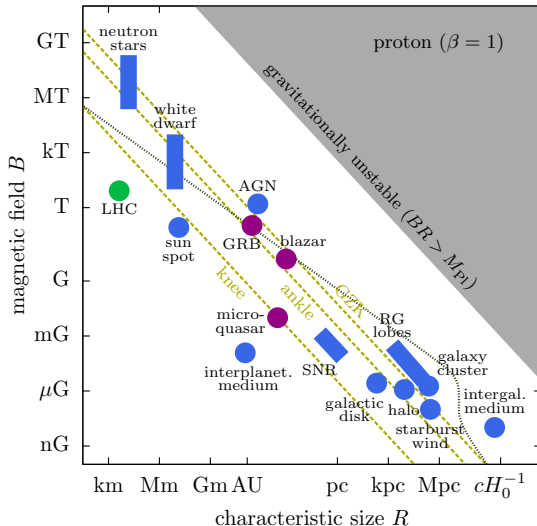 GT
MT
kT
T
G
mG
μG
nG
magnetic field B
neutron
stars
proton (β = 1)
gravitationally unstable (BR > M_Pl)
white
dwarf
LHC
sun
spot
AGN
GRB
blazar
knee
ankle
GZK
micro-
quasar
interplanet.
medium
SNR
RG
lobes
galaxy
cluster
galactic
disk
halo
starburst
wind
intergal.
medium
km
Mm
Gm
AU
pc
kpc
Mpc
cH₀⁻¹
characteristic size R